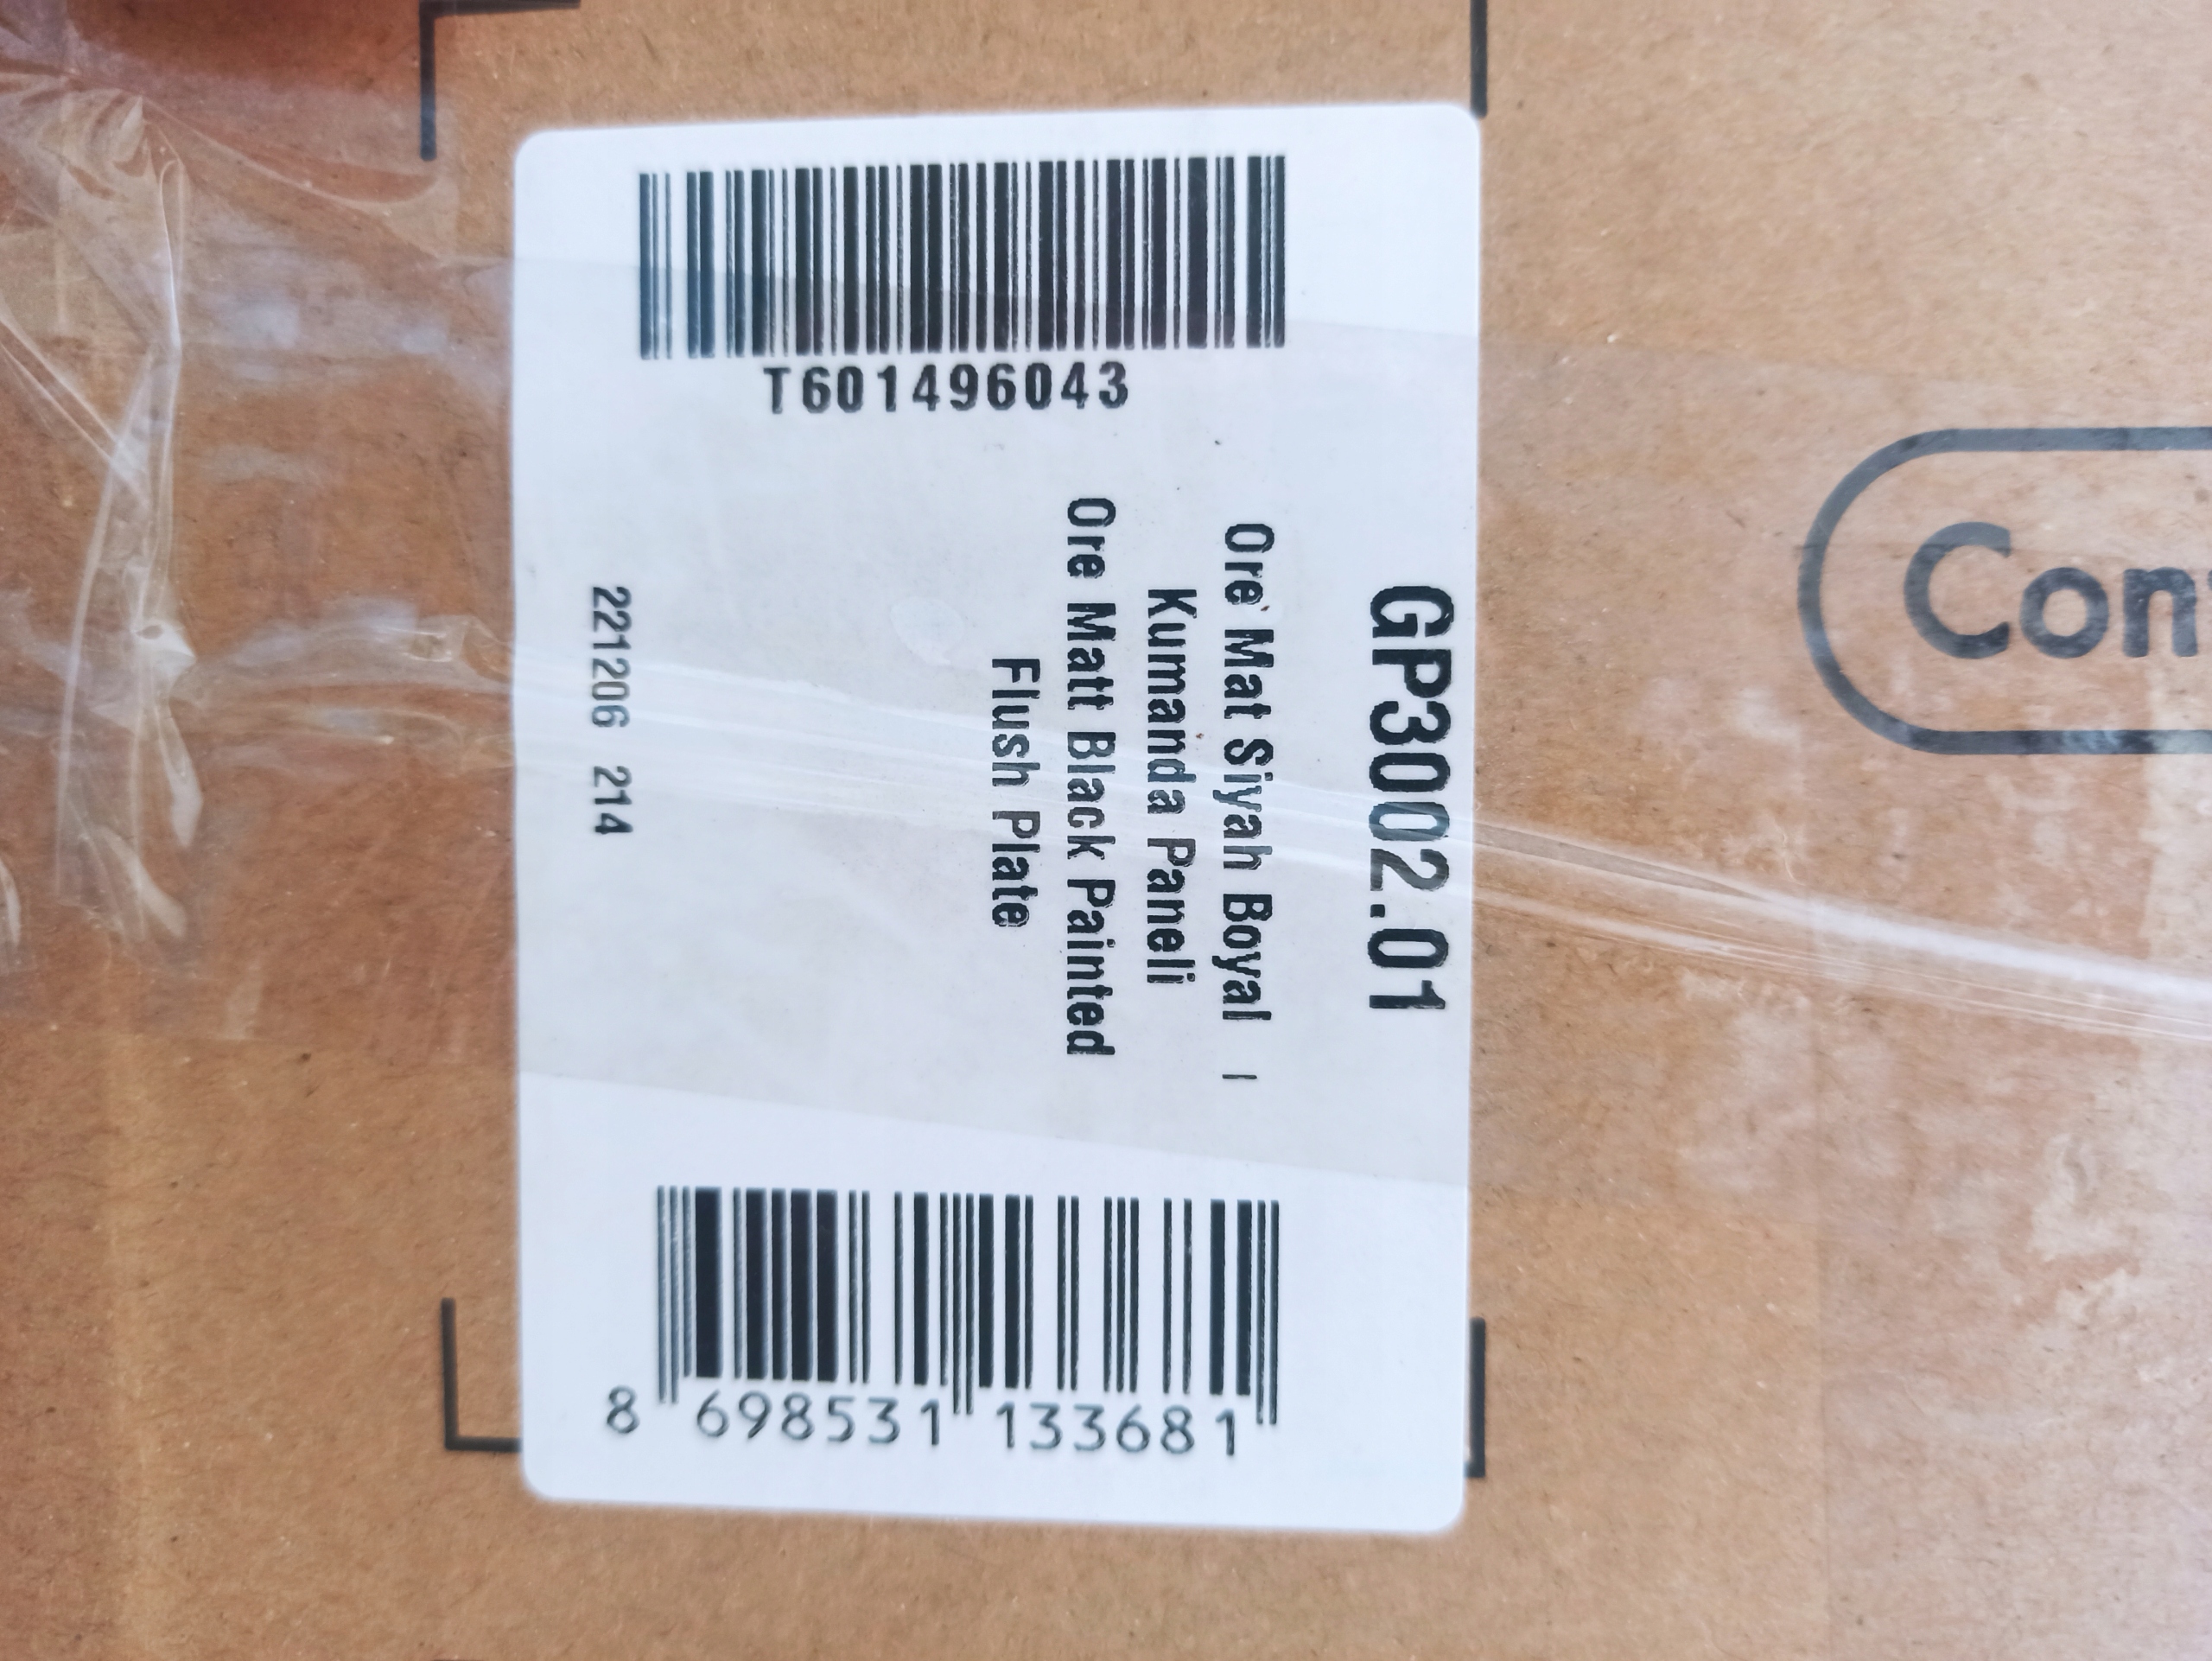 GP3002.01
Ore Mat Siyah Boyal ı
Kumanda Paneli
Ore Matt Black Painted
Flush Plate
221206 214
T601496043
8 698531 133681